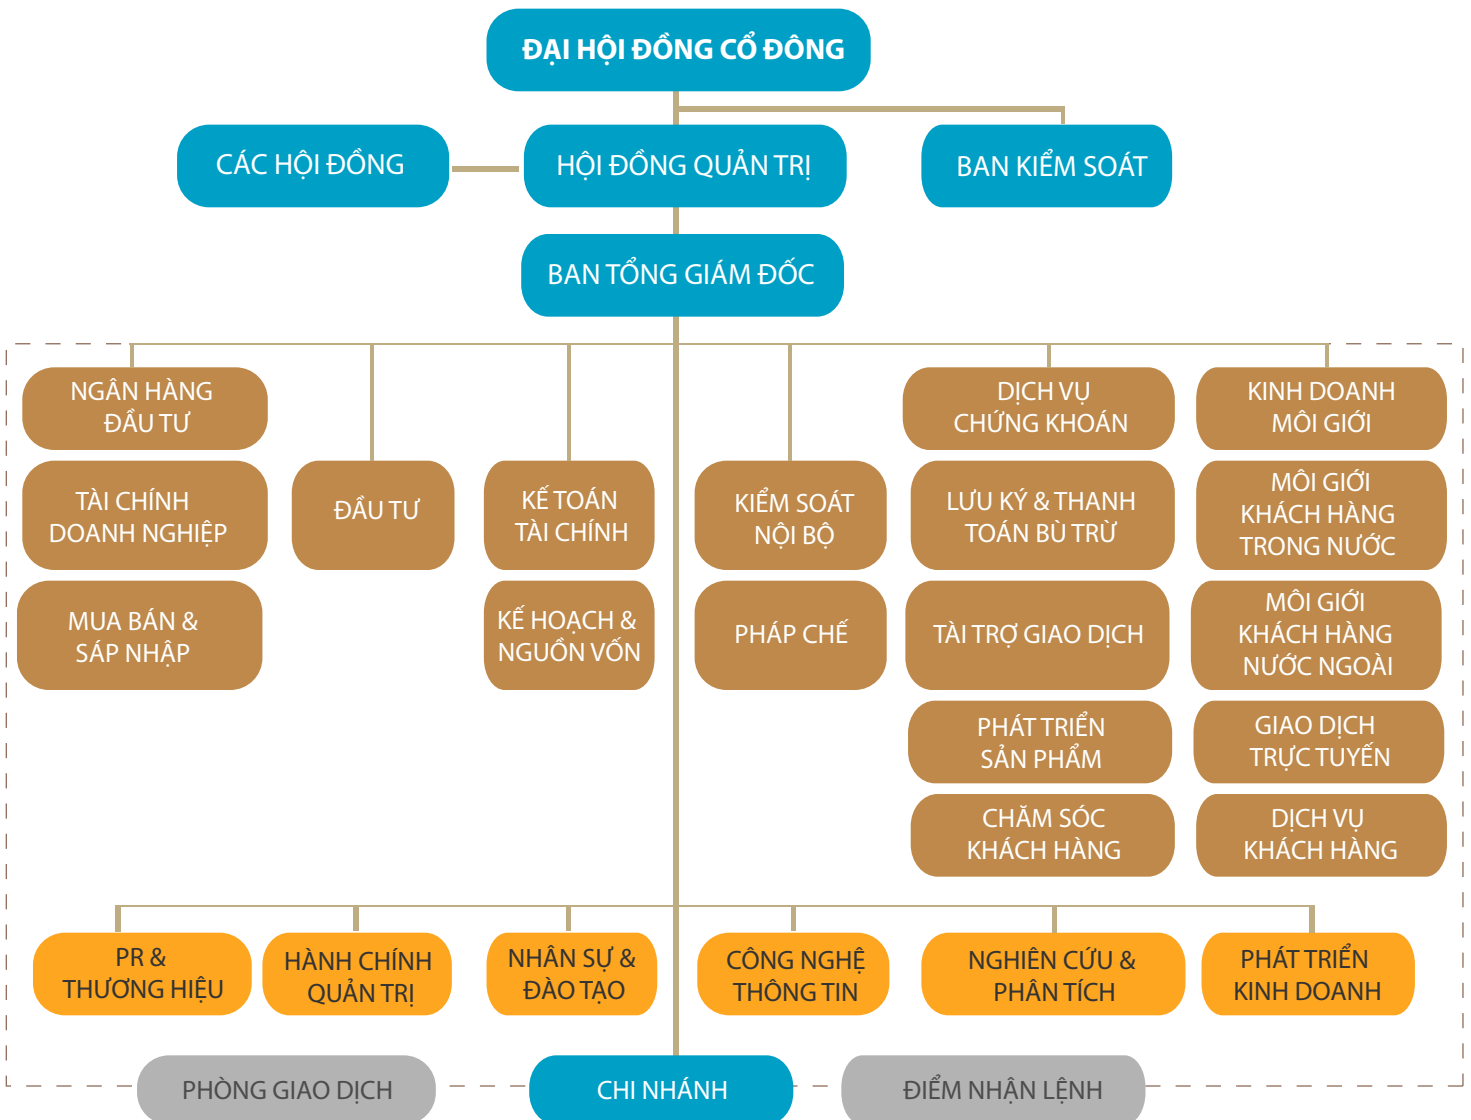 ĐẠI HỘI ĐỒNG CỔ ĐÔNG
CÁC HỘI ĐỒNG
HỘI ĐỒNG QUẢN TRỊ
BAN KIỂM SOÁT
BAN TỔNG GIÁM ĐỐC
NGÂN HÀNG
ĐẦU TƯ
DỊCH VỤ
CHỨNG KHOÁN
KINH DOANH
MÔI GIỚI
TÀI CHÍNH
DOANH NGHIỆP
ĐẦU TƯ
KẾ TOÁN
TÀI CHÍNH
KIỂM SOÁT
NỘI BỘ
LƯU KÝ & THANH
TOÁN BÙ TRỪ
MÔI GIỚI
KHÁCH HÀNG
TRONG NƯỚC
MUA BÁN &
SÁP NHẬP
KẾ HOẠCH &
NGUỒN VỐN
PHÁP CHẾ
TÀI TRỢ GIAO DỊCH
MÔI GIỚI
KHÁCH HÀNG
NƯỚC NGOÀI
PHÁT TRIỂN
SẢN PHẨM
GIAO DỊCH
TRỰC TUYẾN
CHĂM SÓC
KHÁCH HÀNG
DỊCH VỤ
KHÁCH HÀNG
PR &
THƯƠNG HIỆU
HÀNH CHÍNH
QUẢN TRỊ
NHÂN SỰ &
ĐÀO TẠO
CÔNG NGHỆ
THÔNG TIN
NGHIÊN CỨU &
PHÂN TÍCH
PHÁT TRIỂN
KINH DOANH
PHÒNG GIAO DỊCH
CHI NHÁNH
ĐIỂM NHẬN LỆNH